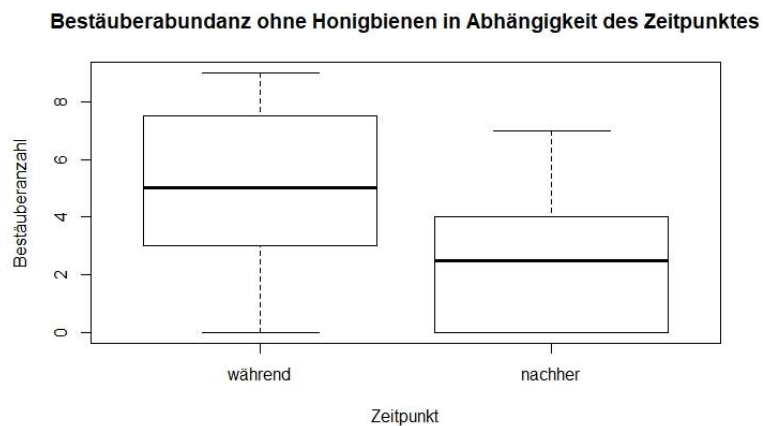 Bestäuberabundanz ohne Honigbienen in Abhängigkeit des Zeitpunktes
Bestäuberanzahl
8
6
4
2
0
während nachher
Zeitpunkt